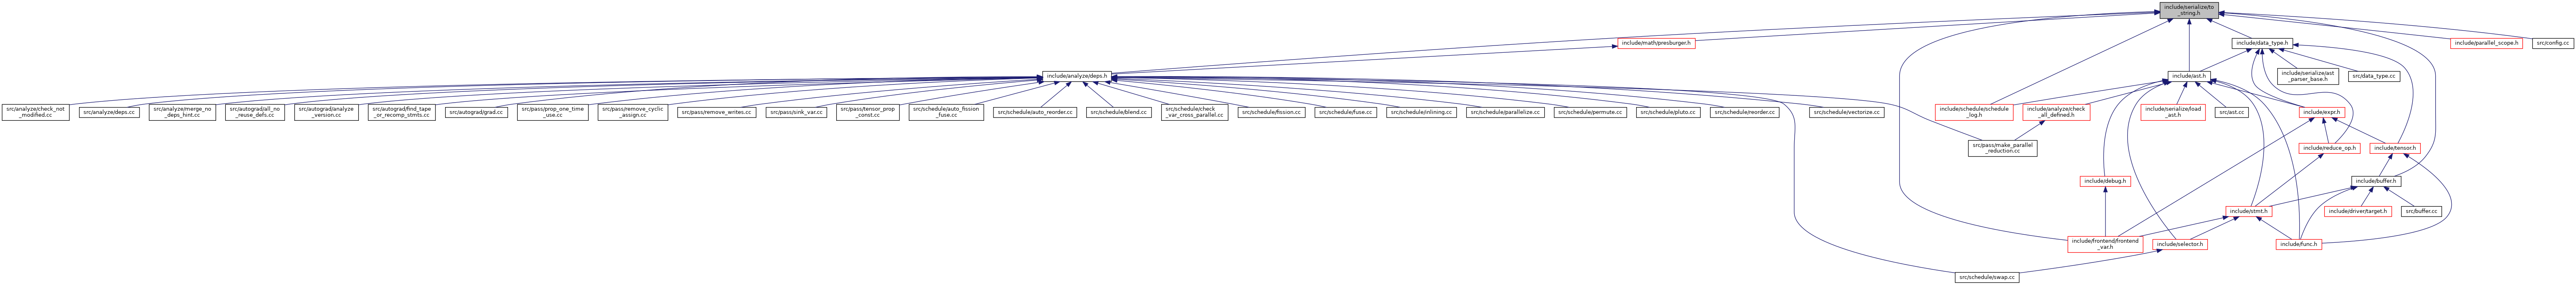 include/serialize/to
_string.h
include/math/presburger.h
include/data_type.h
include/parallel_scope.h
src/config.cc
include/analyze/deps.h
include/ast.h
include/serialize/ast
_parser_base.h
src/data_type.cc
src/analyze/check_not
_modified.cc
src/analyze/deps.cc
src/analyze/merge_no
_deps_hint.cc
src/autograd/all_no
_reuse_defs.cc
src/autograd/analyze
_version.cc
src/autograd/find_tape
_or_recomp_stmts.cc
src/autograd/grad.cc
src/pass/prop_one_time
_use.cc
src/pass/remove_cyclic
_assign.cc
src/pass/remove_writes.cc
src/pass/sink_var.cc
src/pass/tensor_prop
_const.cc
src/schedule/auto_fission
_fuse.cc
src/schedule/auto_reorder.cc
src/schedule/blend.cc
src/schedule/check
_var_cross_parallel.cc
src/schedule/fission.cc
src/schedule/fuse.cc
src/schedule/inlining.cc
src/schedule/parallelize.cc
src/schedule/permute.cc
src/schedule/pluto.cc
src/schedule/reorder.cc
src/schedule/vectorize.cc
include/schedule/schedule
_log.h
include/analyze/check
_all_defined.h
include/serialize/load
_ast.h
src/ast.cc
include/expr.h
src/pass/make_parallel
_reduction.cc
include/reduce_op.h
include/tensor.h
include/debug.h
include/buffer.h
include/stmt.h
include/driver/target.h
src/buffer.cc
include/frontend/frontend
_var.h
include/selector.h
include/func.h
src/schedule/swap.cc